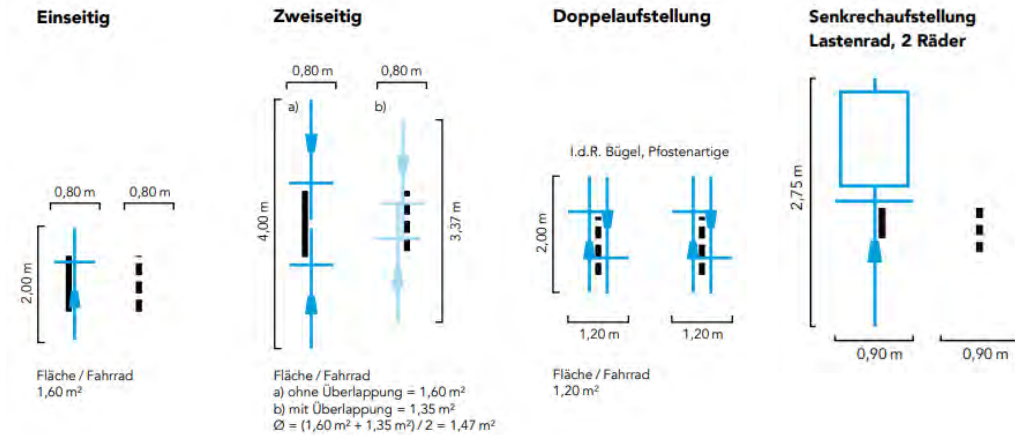 Einseitig
0,80 m
0,80 m
2,00 m
Fläche / Fahrrad
1,60 m²
Zweiseitig
0,80 m
0,80 m
a)
b)
4,00 m
3,37 m
Fläche / Fahrrad
a) ohne Überlappung = 1,60 m²
b) mit Überlappung = 1,35 m²
Ø = (1,60 m² + 1,35 m²) / 2 = 1,47 m²
Doppelaufstellung
I.d.R. Bügel, Pfostenartige
2,00 m
1,20 m
1,20 m
Fläche / Fahrrad
1,20 m²
Senkrechaufstellung
Lastenrad, 2 Räder
2,75 m
0,90 m
0,90 m